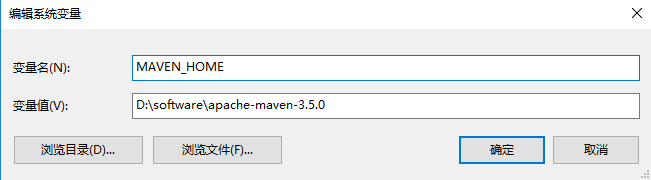 编辑系统变量
变量名(N):
MAVEN_HOME
变量值(V):
D:\software\apache-maven-3.5.0
浏览目录(D)...
浏览文件(F)...
确定
取消